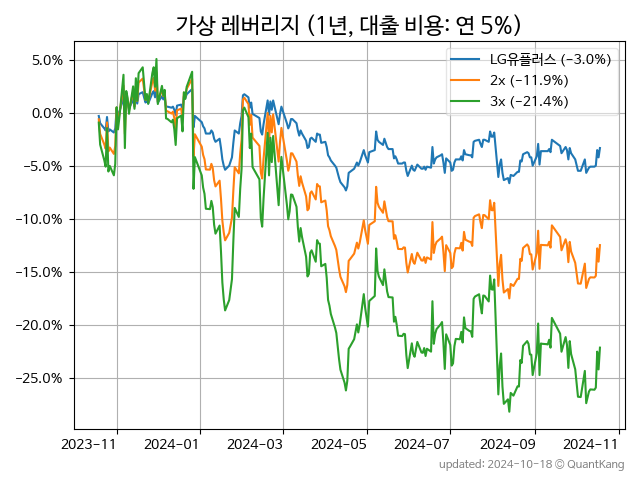 가상 레버리지 (1년, 대출 비용: 연 5%)
LG유플러스 (−3.0%)
2x (−11.9%)
3x (−21.4%)
5.0%
0.0%
−5.0%
−10.0%
−15.0%
−20.0%
−25.0%
2023-11 2024-01 2024-03 2024-05 2024-07 2024-09 2024-11
updated: 2024-10-18 © QuantKang